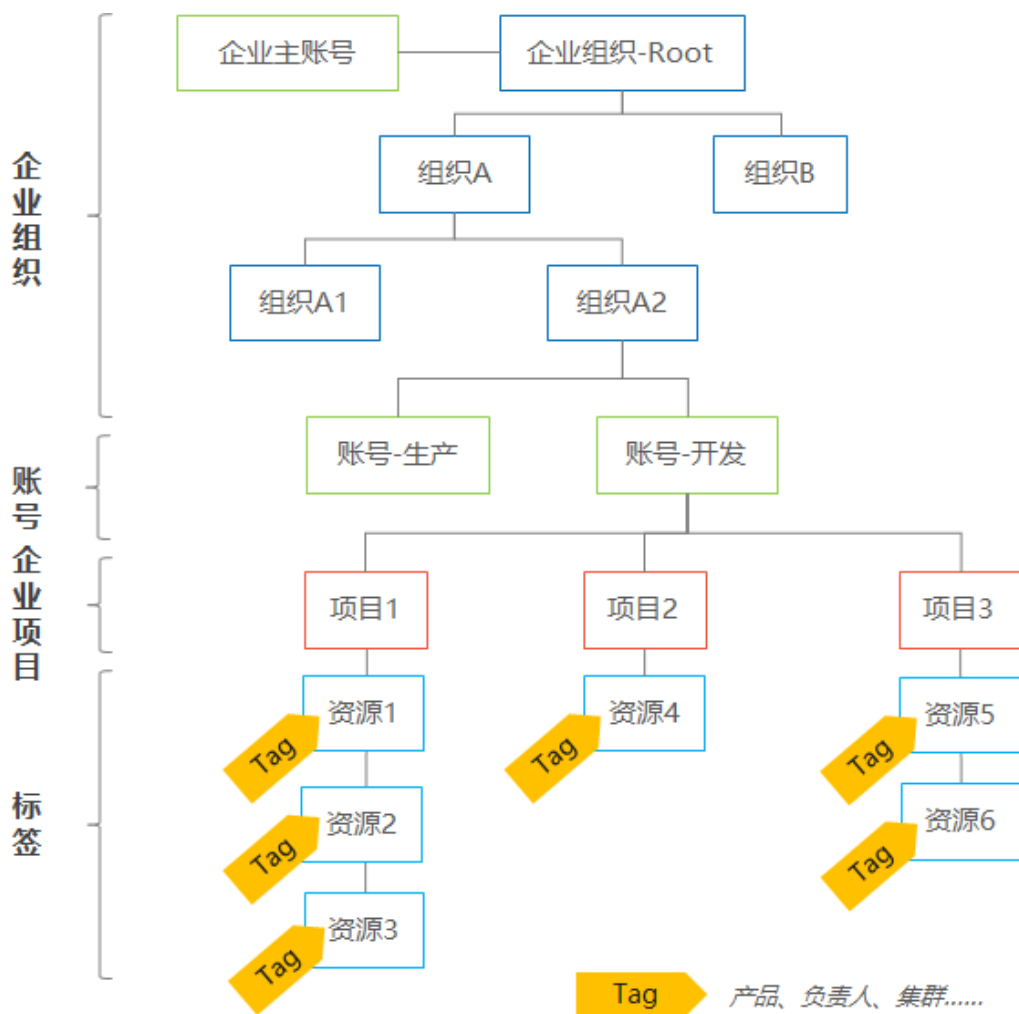 企业主账号
企业组织-Root
企业组织
组织A
组织B
组织A1
组织A2
账号
账号-生产
账号-开发
企业项目
项目1
项目2
项目3
标签
资源1
Tag
资源4
Tag
资源5
Tag
资源2
Tag
资源6
Tag
资源3
Tag
Tag
产品、负责人、集群......